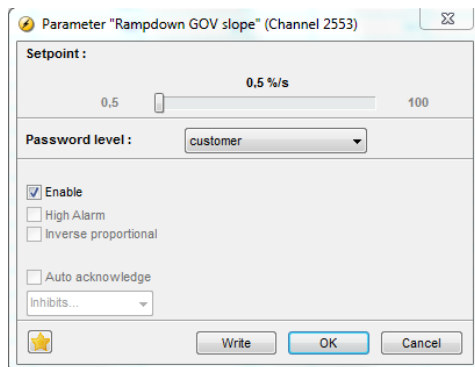 Parameter "Rampdown GOV slope" (Channel 2553)
Setpoint :
0,5 %/s
0,5 100
Password level : customer
Enable
High Alarm
Inverse proportional
Auto acknowledge
Inhibits...
Write OK Cancel